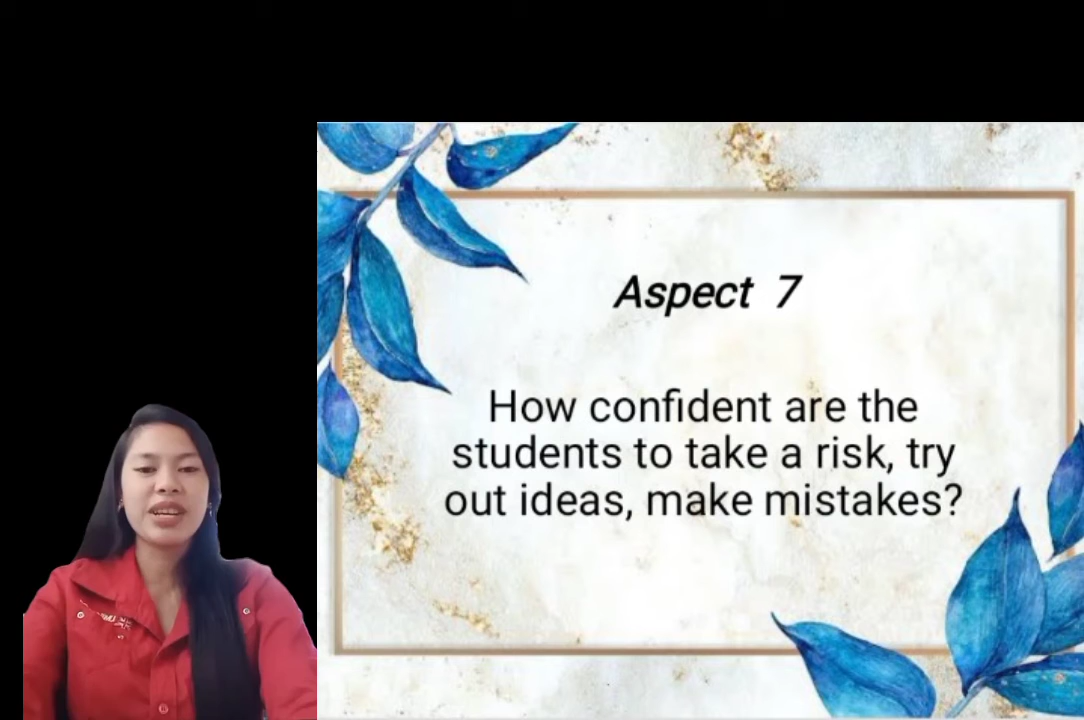 Aspect 7
How confident are the
students to take a risk, try
out ideas, make mistakes?